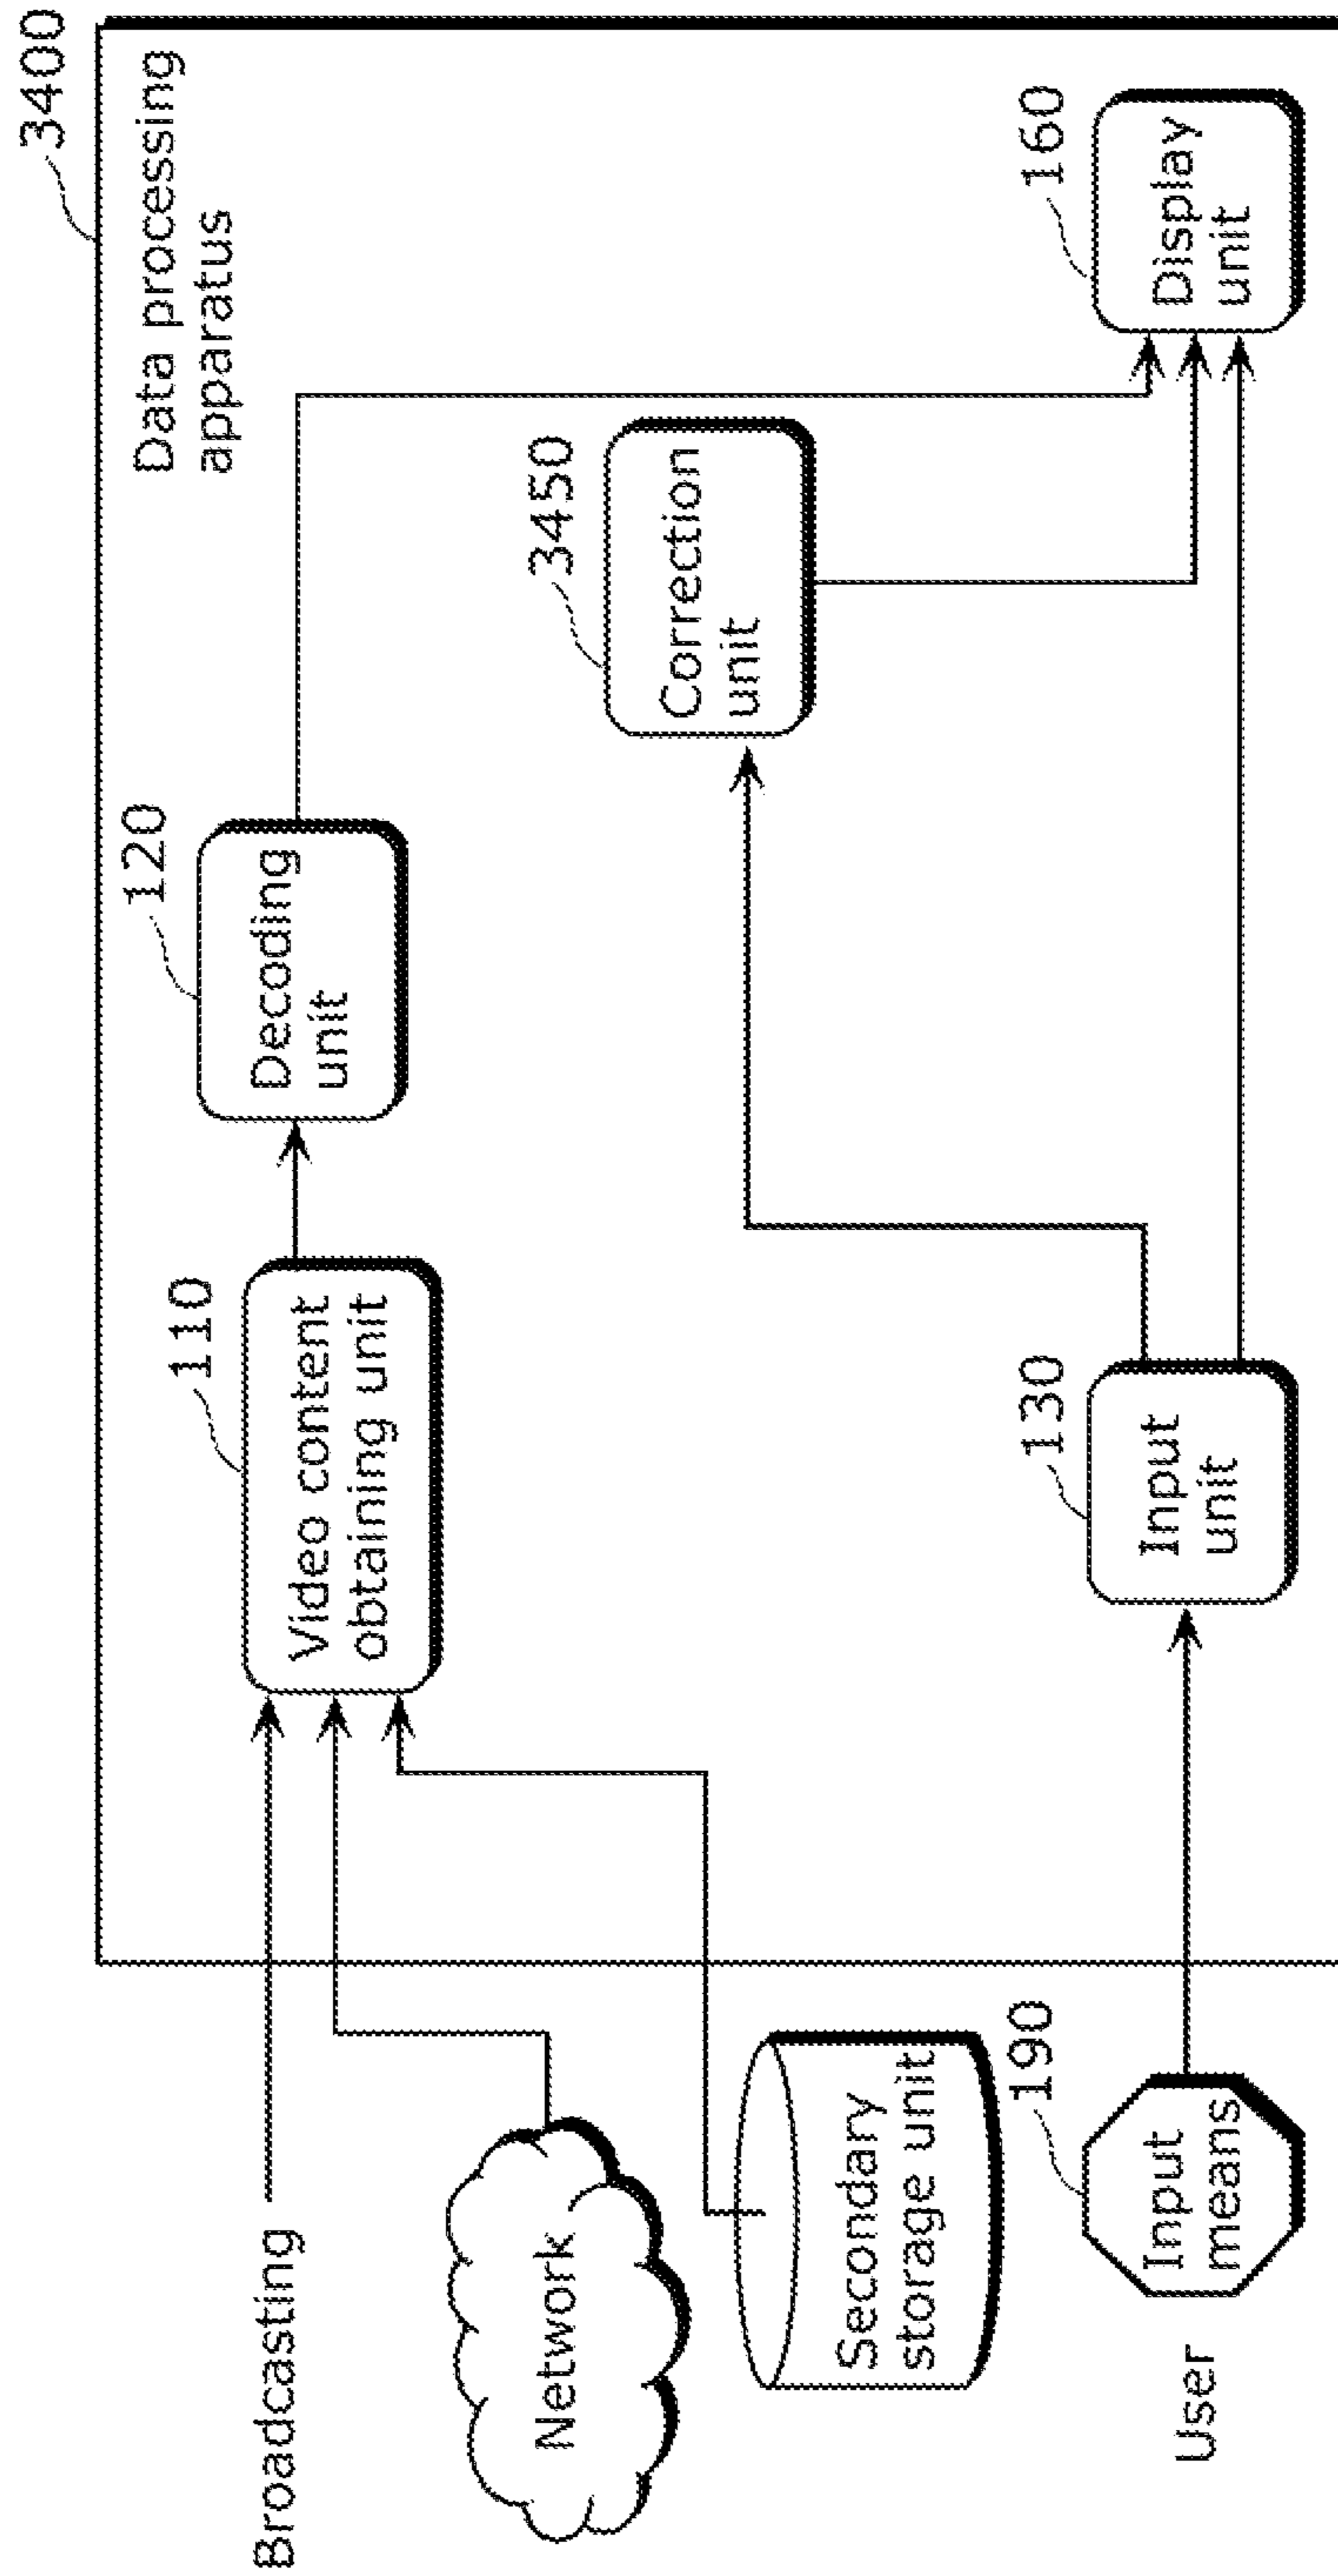 3400
Data processing
apparatus
Broadcasting
110
Video content
obtaining unit
120
Decoding
unit
Network
3450
Correction
unit
Secondary
storage unit
190
Input
means
User
130
Input
unit
160
Display
unit